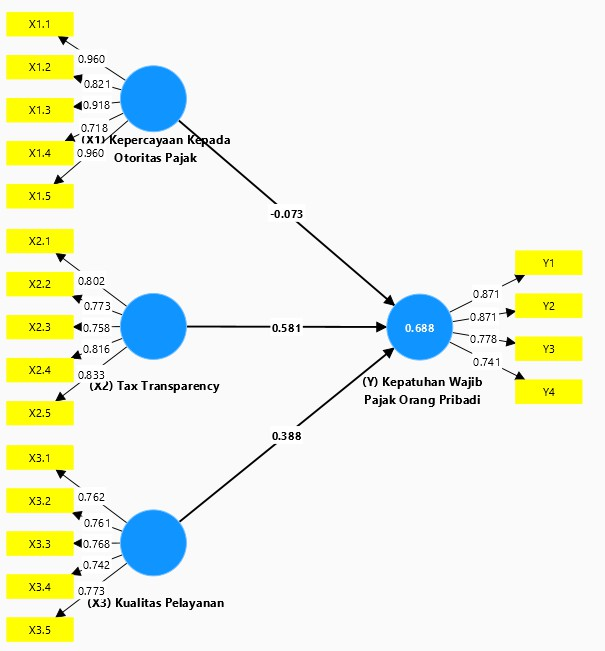 X1.1
0.960
X1.2
0.821
X1.3
0.918
0.718
X1.4
0.960
(X1) Kepercayaan Kepada
Otoritas Pajak
X1.5
-0.073
X2.1
0.802
X2.2
0.773
X2.3
0.758
0.816
X2.4
0.833
(X2) Tax Transparency
X2.5
0.581
X3.1
0.762
X3.2
0.761
X3.3
0.768
0.742
X3.4
0.773
(X3) Kualitas Pelayanan
X3.5
0.388
0.688
(Y) Kepatuhan Wajib
Pajak Orang Pribadi
Y1
0.871
Y2
0.871
0.778
Y3
0.741
Y4